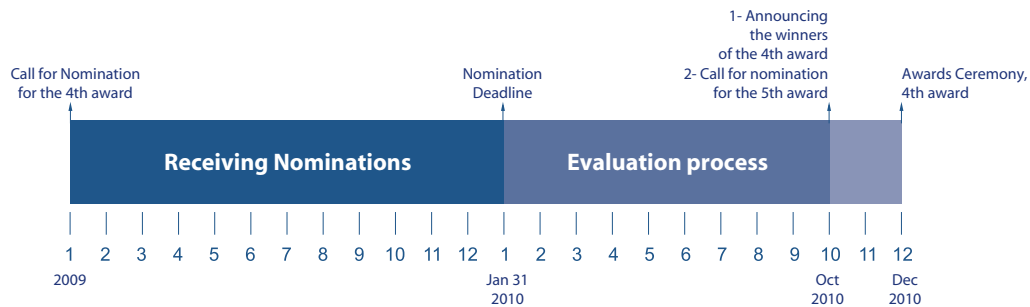 1- Announcing
the winners
of the 4th award
2- Call for nomination
for the 5th award
Call for Nomination
for the 4th award
Nomination
Deadline
Awards Ceremony,
4th award
Receiving Nominations
Evaluation process
1 2 3 4 5 6 7 8 9 10 11 12 1 2 3 4 5 6 7 8 9 10 11 12
2009
Jan 31
2010
Oct
2010
Dec
2010